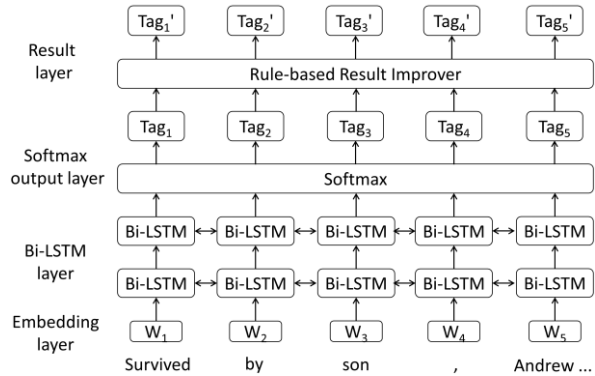 Tag₁' Tag₂' Tag₃' Tag₄' Tag₅'
Result
layer
Rule-based Result Improver
Tag₁ Tag₂ Tag₃ Tag₄ Tag₅
Softmax
output layer
Softmax
Bi-LSTM Bi-LSTM Bi-LSTM Bi-LSTM Bi-LSTM
Bi-LSTM
layer
Bi-LSTM Bi-LSTM Bi-LSTM Bi-LSTM Bi-LSTM
Embedding
layer
W₁ W₂ W₃ W₄ W₅
Survived by son , Andrew ...